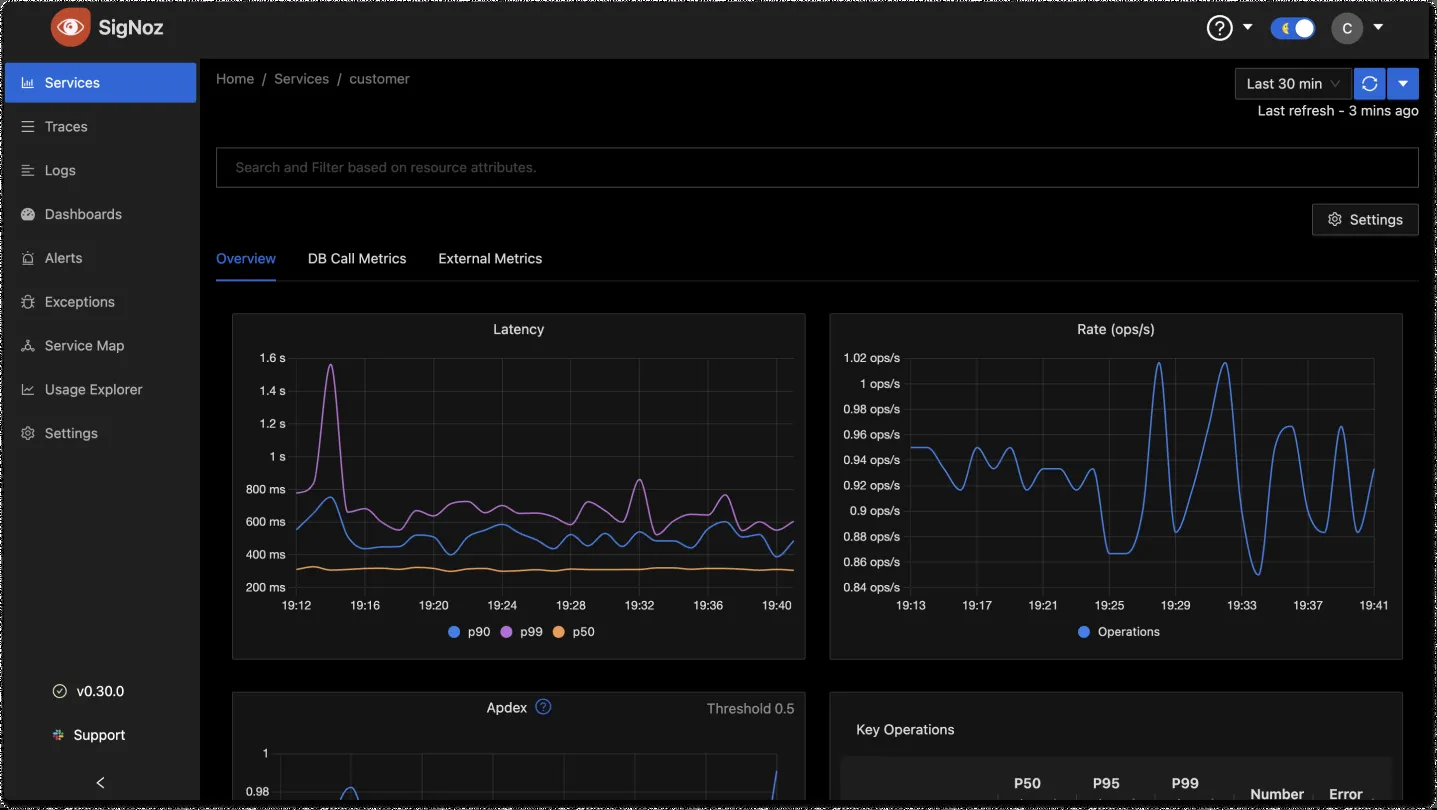 SigNoz
C
Services
Traces
Logs
Dashboards
Alerts
Exceptions
Service Map
Usage Explorer
Settings
v0.30.0
Support
Home / Services / customer
Last 30 min
Last refresh - 3 mins ago
Search and Filter based on resource attributes.
Settings
Overview DB Call Metrics External Metrics
Latency
1.6 s
1.4 s
1.2 s
1 s
800 ms
600 ms
400 ms
200 ms
19:12 19:16 19:20 19:24 19:28 19:32 19:36 19:40
p90 p99 p50
Rate (ops/s)
1.02 ops/s
1 ops/s
0.98 ops/s
0.96 ops/s
0.94 ops/s
0.92 ops/s
0.9 ops/s
0.88 ops/s
0.86 ops/s
0.84 ops/s
19:13 19:17 19:21 19:25 19:29 19:33 19:37 19:41
Operations
Apdex ?
Threshold 0.5
1
0.98
Key Operations
P50 P95 P99
Number Error